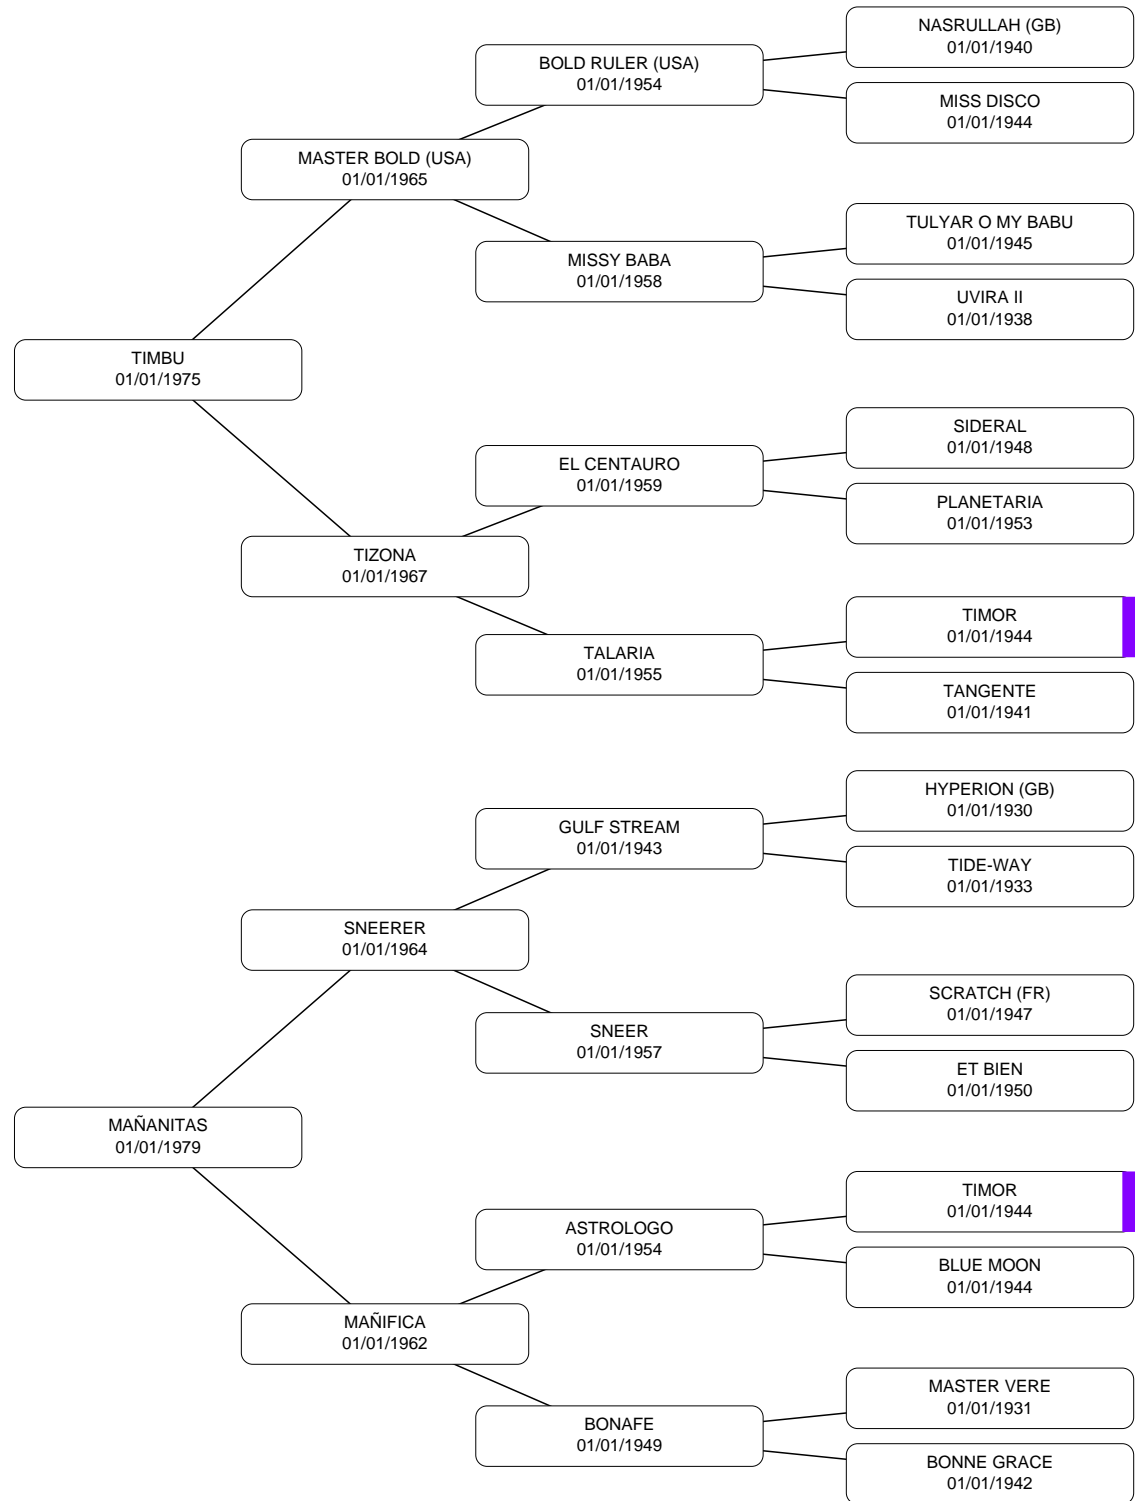 NASRULLAH (GB)
01/01/1940
BOLD RULER (USA)
01/01/1954
MISS DISCO
01/01/1944
MASTER BOLD (USA)
01/01/1965
TULYAR O MY BABU
01/01/1945
MISSY BABA
01/01/1958
UVIRA II
01/01/1938
TIMBU
01/01/1975
SIDERAL
01/01/1948
EL CENTAURO
01/01/1959
PLANETARIA
01/01/1953
TIZONA
01/01/1967
TIMOR
01/01/1944
TALARIA
01/01/1955
TANGENTE
01/01/1941
HYPERION (GB)
01/01/1930
GULF STREAM
01/01/1943
TIDE-WAY
01/01/1933
SNEERER
01/01/1964
SCRATCH (FR)
01/01/1947
SNEER
01/01/1957
ET BIEN
01/01/1950
MAÑANITAS
01/01/1979
TIMOR
01/01/1944
ASTROLOGO
01/01/1954
BLUE MOON
01/01/1944
MAÑIFICA
01/01/1962
MASTER VERE
01/01/1931
BONAFE
01/01/1949
BONNE GRACE
01/01/1942